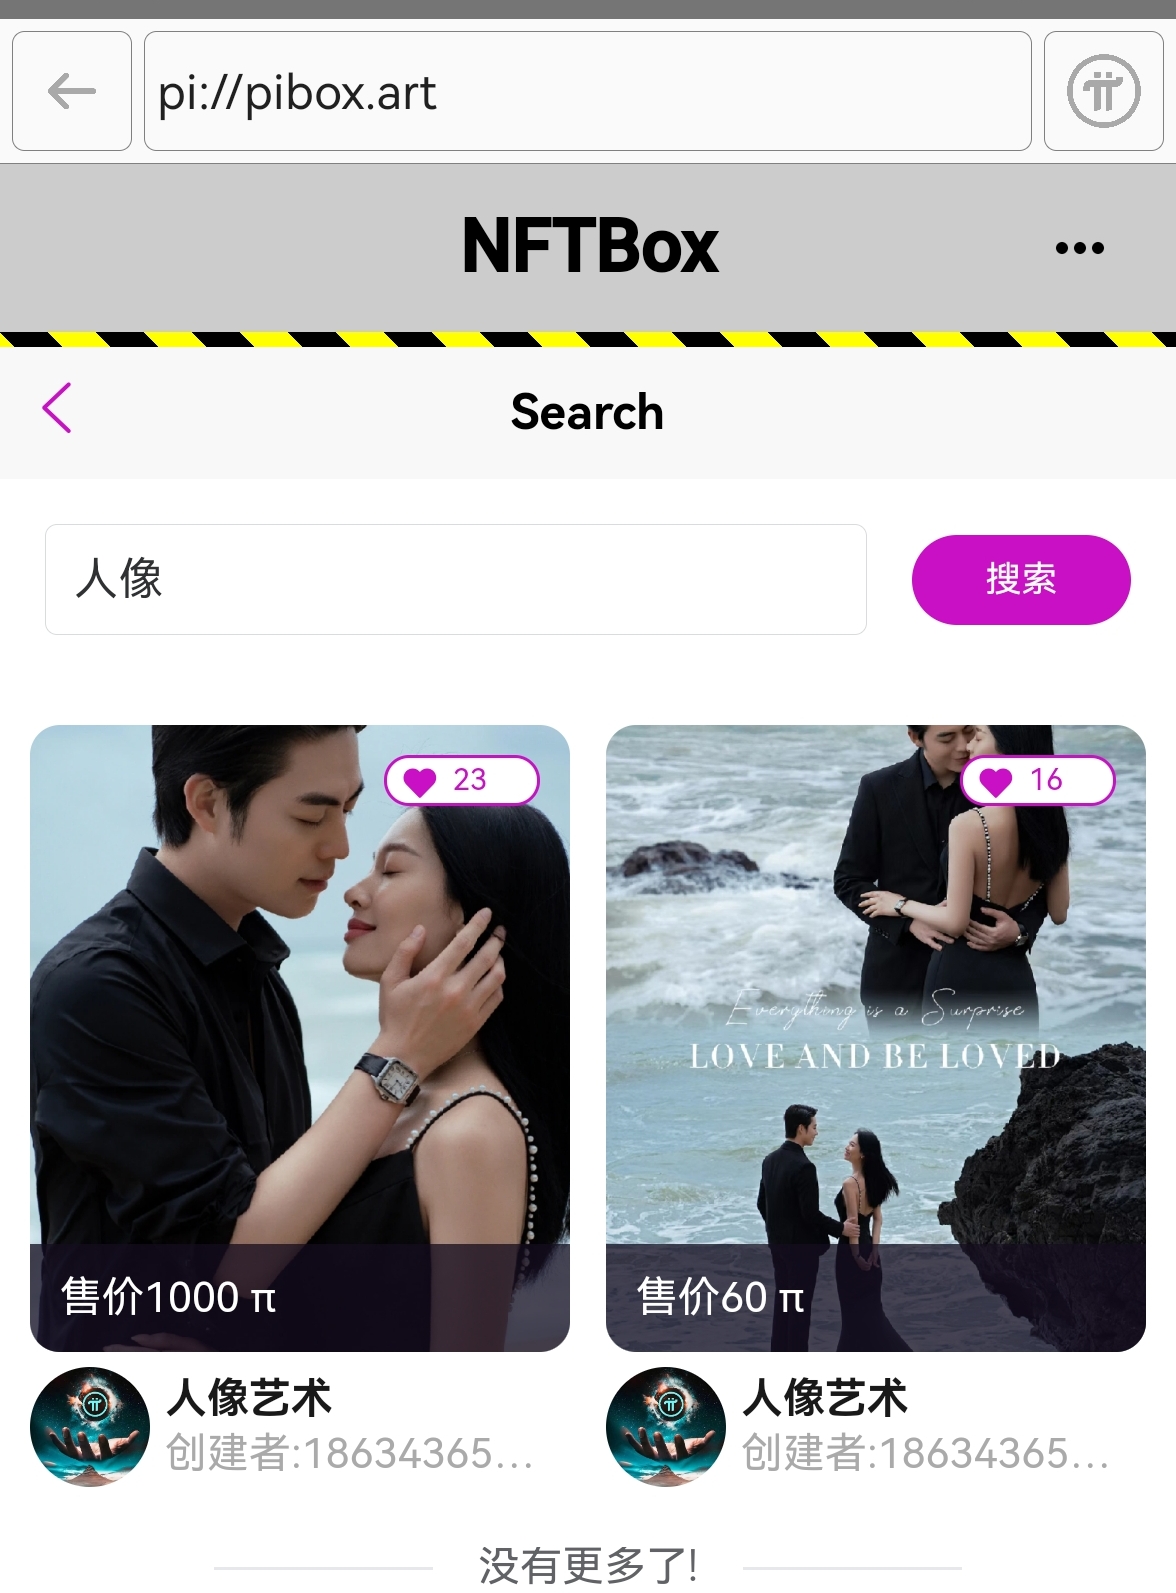 pi://pibox.art
NFTBox
Search
人像
搜索
23
16
Everything is a Surprise
LOVE AND BE LOVED
售价1000 π
售价60 π
人像艺术
创建者:18634365...
人像艺术
创建者:18634365...
没有更多了!